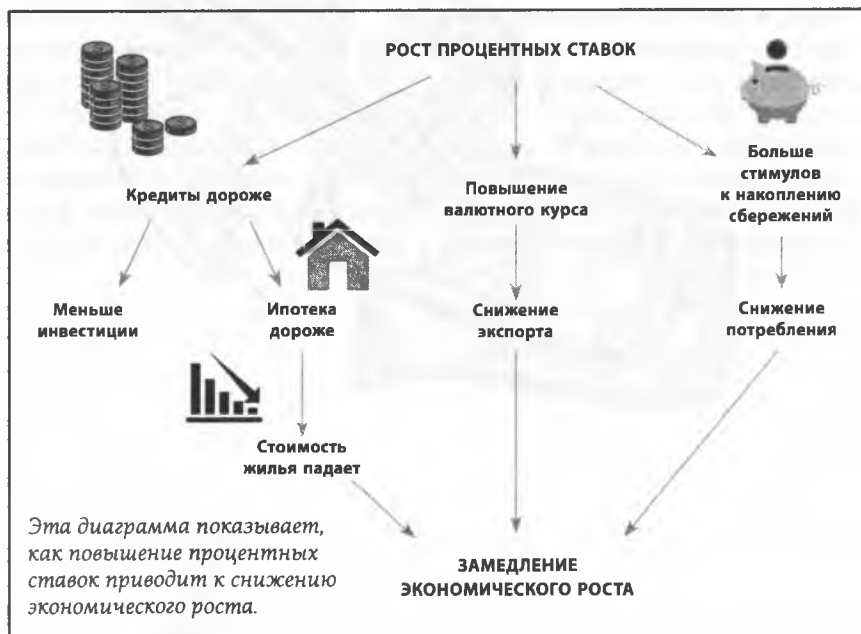 РОСТ ПРОЦЕНТНЫХ СТАВОК
Кредиты дороже
Повышение
валютного курса
Больше
стимулов
к накоплению
сбережений
Меньше
инвестиции
Ипотека
дороже
Снижение
экспорта
Снижение
потребления
Стоимость
жилья падает
Эта диаграмма показывает,
как повышение процентных
ставок приводит к снижению
экономического роста.
ЗАМЕДЛЕНИЕ
ЭКОНОМИЧЕСКОГО РОСТА